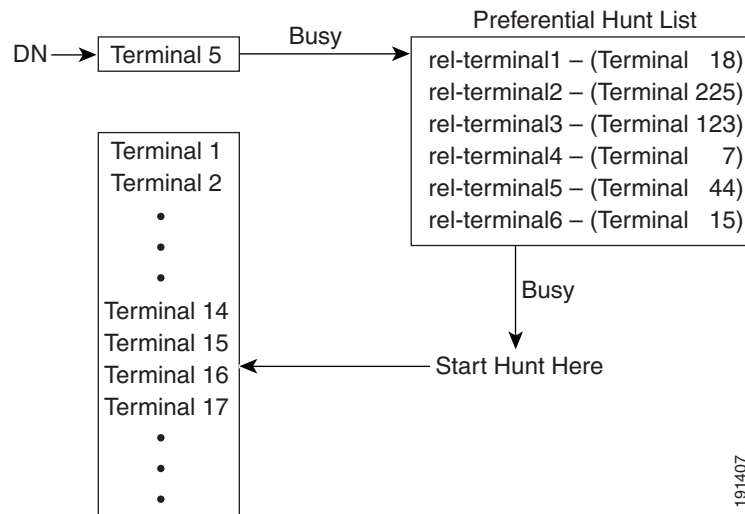 Preferential Hunt List
DN
Terminal 5
Busy
rel-terminal1 – (Terminal 18)
rel-terminal2 – (Terminal 225)
rel-terminal3 – (Terminal 123)
rel-terminal4 – (Terminal 7)
rel-terminal5 – (Terminal 44)
rel-terminal6 – (Terminal 15)
Terminal 1
Terminal 2
•
•
•
Terminal 14
Terminal 15
Terminal 16
Terminal 17
•
•
•
Busy
Start Hunt Here
191407